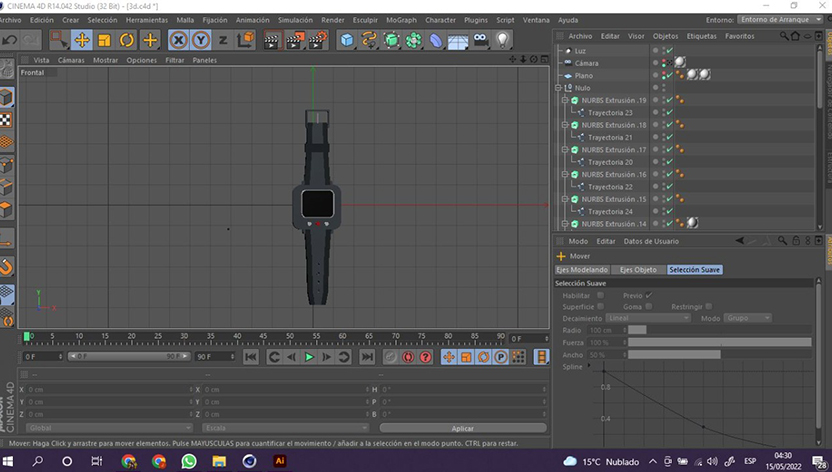 CINEMA 4D R14.042 Studio (32 Bit) - [3d.c4d *]
Archivo Edición Crear Selección Herramientas Malla Fijación Animación Simulación Render Esculpir MoGraph Character Plugins Script Ventana Ayuda Entorno: Entorno de Arranque
X Y Z
Vista Cámaras Mostrar Opciones Filtrar Paneles
Frontal
Archivo Editar Visor Objetos Etiquetas Favoritos
Luz
Cámara
Plano
Nulo
NURBS Extrusión .19
Trayectoria 23
NURBS Extrusión .18
Trayectoria 21
NURBS Extrusión .17
Trayectoria 20
NURBS Extrusión .16
Trayectoria 22
NURBS Extrusión .15
Trayectoria 24
NURBS Extrusión .14
Modo Editar Datos de Usuario
Mover
Ejes Modelando Ejes Objeto Selección Suave
Selección Suave
Habilitar Previo
Superficie Goma Restringir
Decaimiento Lineal Modo Grupo
Radio 100 cm
Fuerza 100 %
Ancho 50 %
Spline
0.8
0.4
Y
X
0 5 10 15 20 25 30 35 40 45 50 55 60 65 70 75 80 85 90 0 F
0 F 0 F 90 F 90 F
P
X 0 cm X 0 cm H 0 °
Y 0 cm Y 0 cm P 0 °
Z 0 cm Z 0 cm B 0 °
Global Escala Aplicar
CINEMA 4D
Mover: Haga Click y arrastre para mover elementos. Pulse MAYUSCULAS para cuantificar el movimiento / añadir a la selección en el modo punto. CTRL para restar.
Ai
15°C Nublado ESP 04:30
15/05/2022